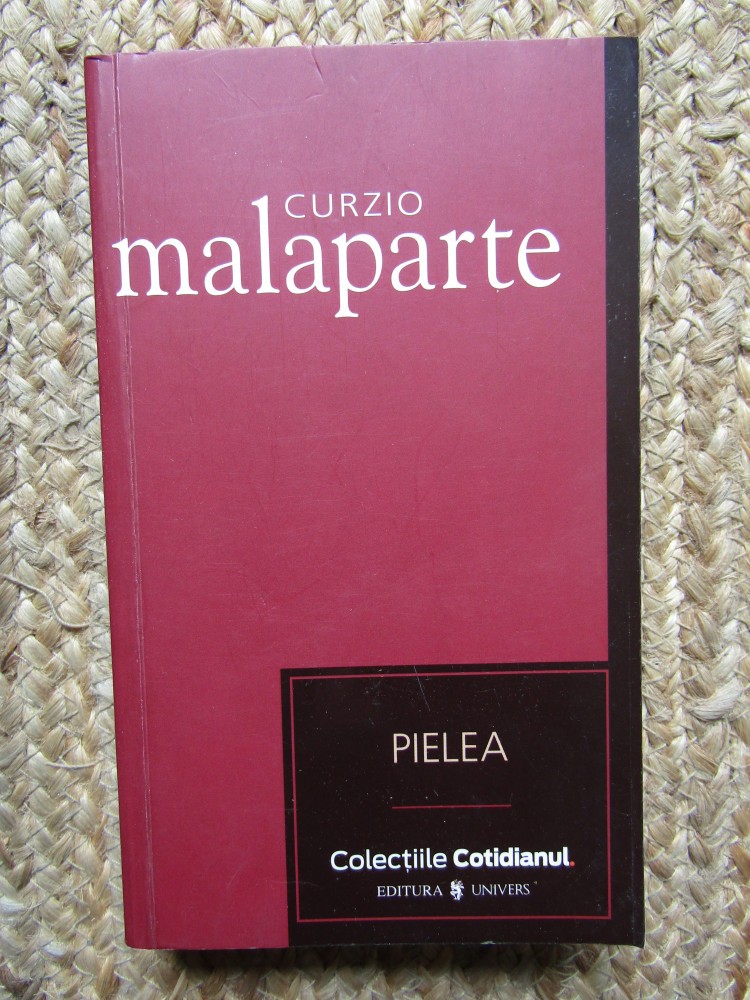 CURZIO
malaparte
PIELEA
Colecțiile Cotidianul.
EDITURA UNIVERS